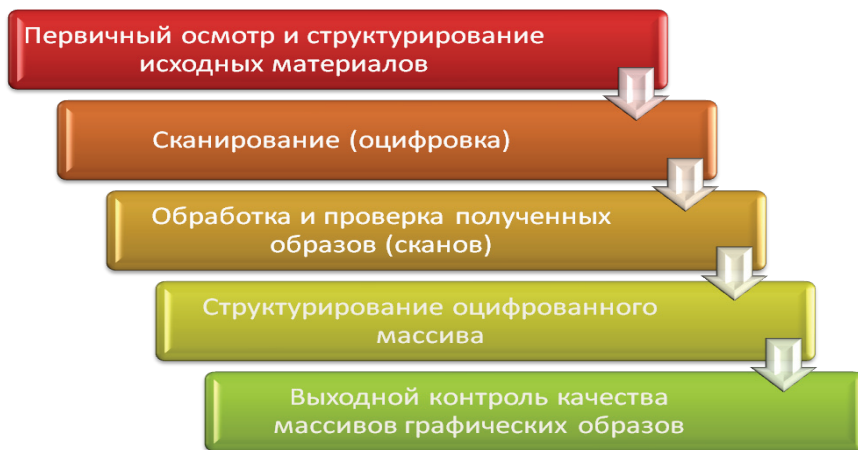 Первичный осмотр и структурирование
исходных материалов
Сканирование (оцифровка)
Обработка и проверка полученных
образов (сканов)
Структурирование оцифрованного
массива
Выходной контроль качества
массивов графических образов